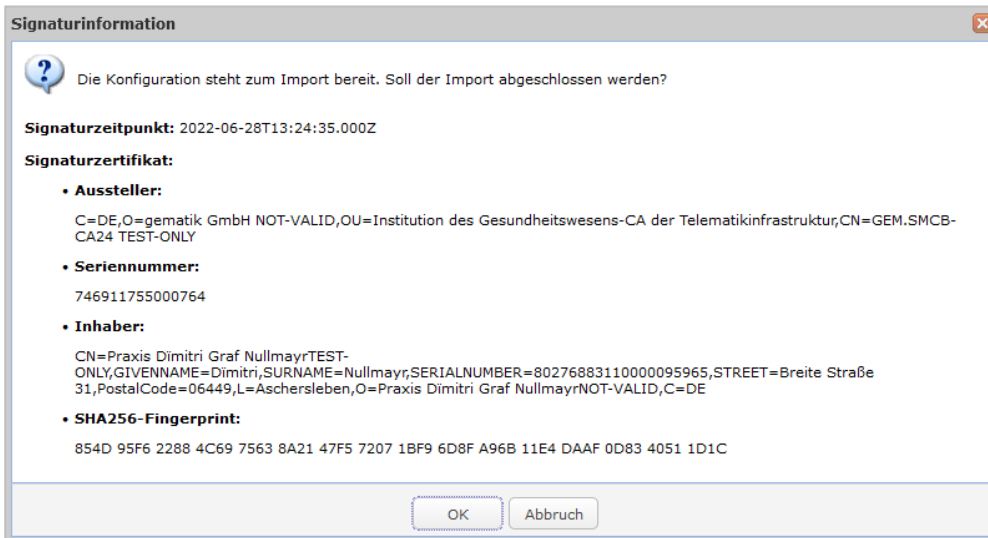 Signaturinformation
Die Konfiguration steht zum Import bereit. Soll der Import abgeschlossen werden?
Signaturzeitpunkt: 2022-06-28T13:24:35.000Z
Signaturzertifikat:
• Aussteller:
C=DE,O=gematik GmbH NOT-VALID,OU=Institution des Gesundheitswesens-CA der Telematikinfrastruktur,CN=GEM.SMCB-
CA24 TEST-ONLY
• Seriennummer:
746911755000764
• Inhaber:
CN=Praxis Dïmitri Graf NullmayrTEST-
ONLY,GIVENNAME=Dïmitri,SURNAME=Nullmayr,SERIALNUMBER=80276883110000095965,STREET=Breite Straße
31,PostalCode=06449,L=Aschersleben,O=Praxis Dïmitri Graf NullmayrNOT-VALID,C=DE
• SHA256-Fingerprint:
854D 95F6 2288 4C69 7563 8A21 47F5 7207 1BF9 6D8F A96B 11E4 DAAF 0D83 4051 1D1C
OK Abbruch